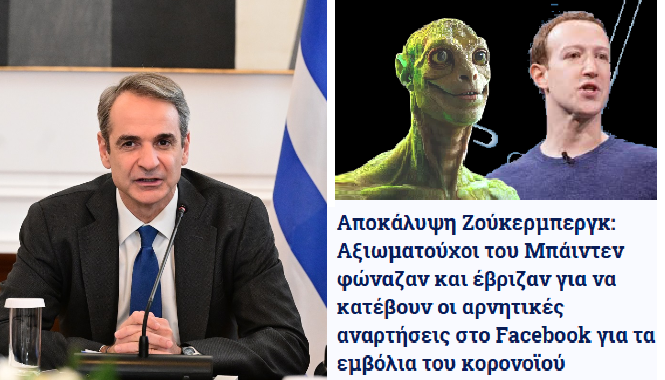 Αποκάλυψη Ζούκερμπεργκ:
Αξιωματούχοι του Μπάιντεν
φώναζαν και έβριζαν για να
κατέβουν οι αρνητικές
αναρτήσεις στο Facebook για τα
εμβόλια του κορονοϊού